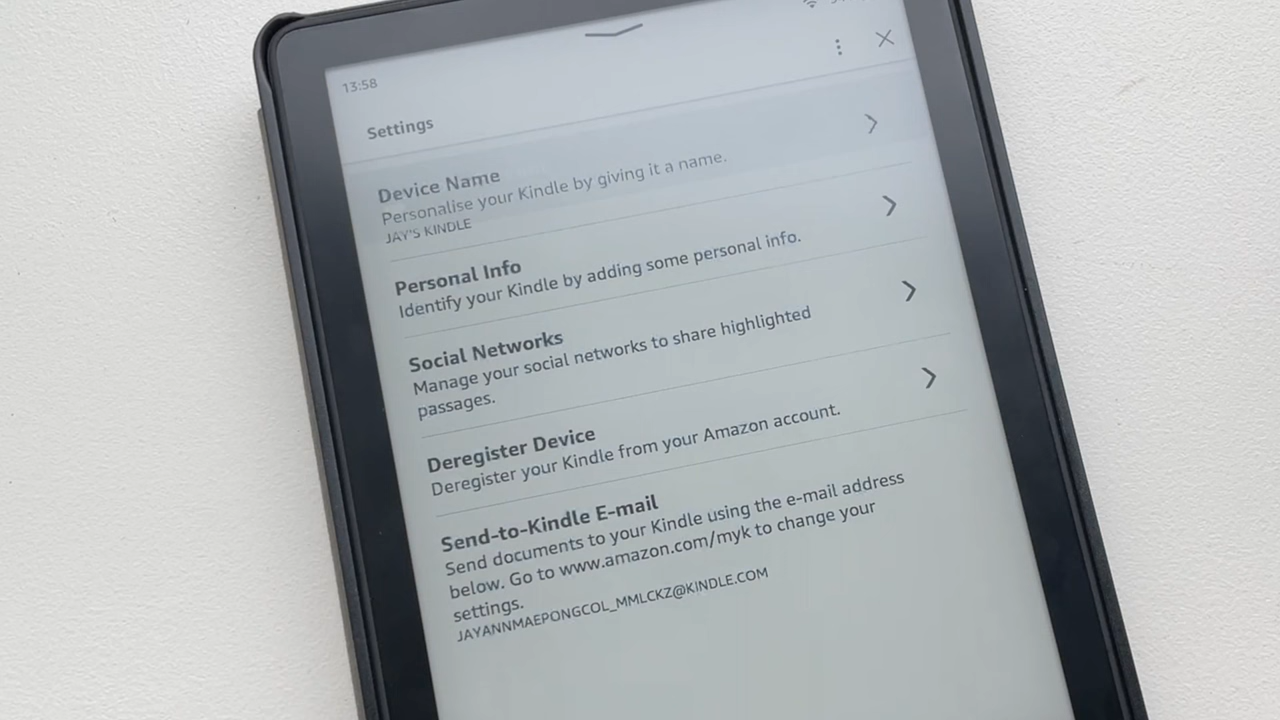 13:58
Settings
Device Name
Personalise your Kindle by giving it a name.
JAY'S KINDLE
Personal Info
Identify your Kindle by adding some personal info.
Social Networks
Manage your social networks to share highlighted
passages.
Deregister Device
Deregister your Kindle from your Amazon account.
Send-to-Kindle E-mail
Send documents to your Kindle using the e-mail address
below. Go to www.amazon.com/myk to change your
settings.
JAYANNMAEPONGCOL_MMLCKZ@KINDLE.COM